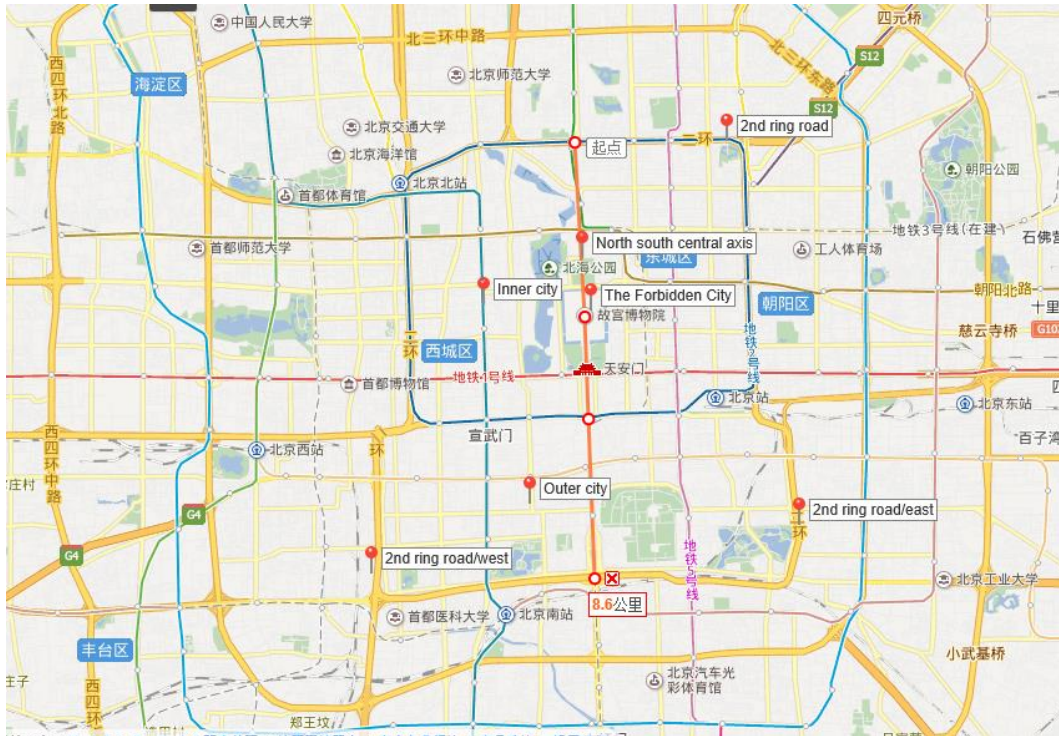 中国人民大学
四元桥
北三环中路
北三环东路
S12
西四环北路
海淀区
北京师范大学
S12
北京交通大学
2nd ring road
起点
二环
北京海洋馆
朝阳公园
北京北站
首都体育馆
地铁3号线(在建)
石佛营
首都师范大学
North south central axis
工人体育场
东城区
北海公园
Inner city
The Forbidden City
朝阳区
朝阳北路
十里
故宫博物院
慈云寺桥
G10
二环
西城区
地铁2号线
天安门
地铁1号线
首都博物馆
北京站
北京东站
四
宣武门
二环
百子湾
西四环中路
北京西站
Outer city
2nd ring road/east
G4
二环
G4
地铁5号线
2nd ring road/west
北京工业大学
8.6公里
首都医科大学
北京南站
丰台区
小武基桥
北京汽车光
彩体育馆
庄子
西四环
郑王坟